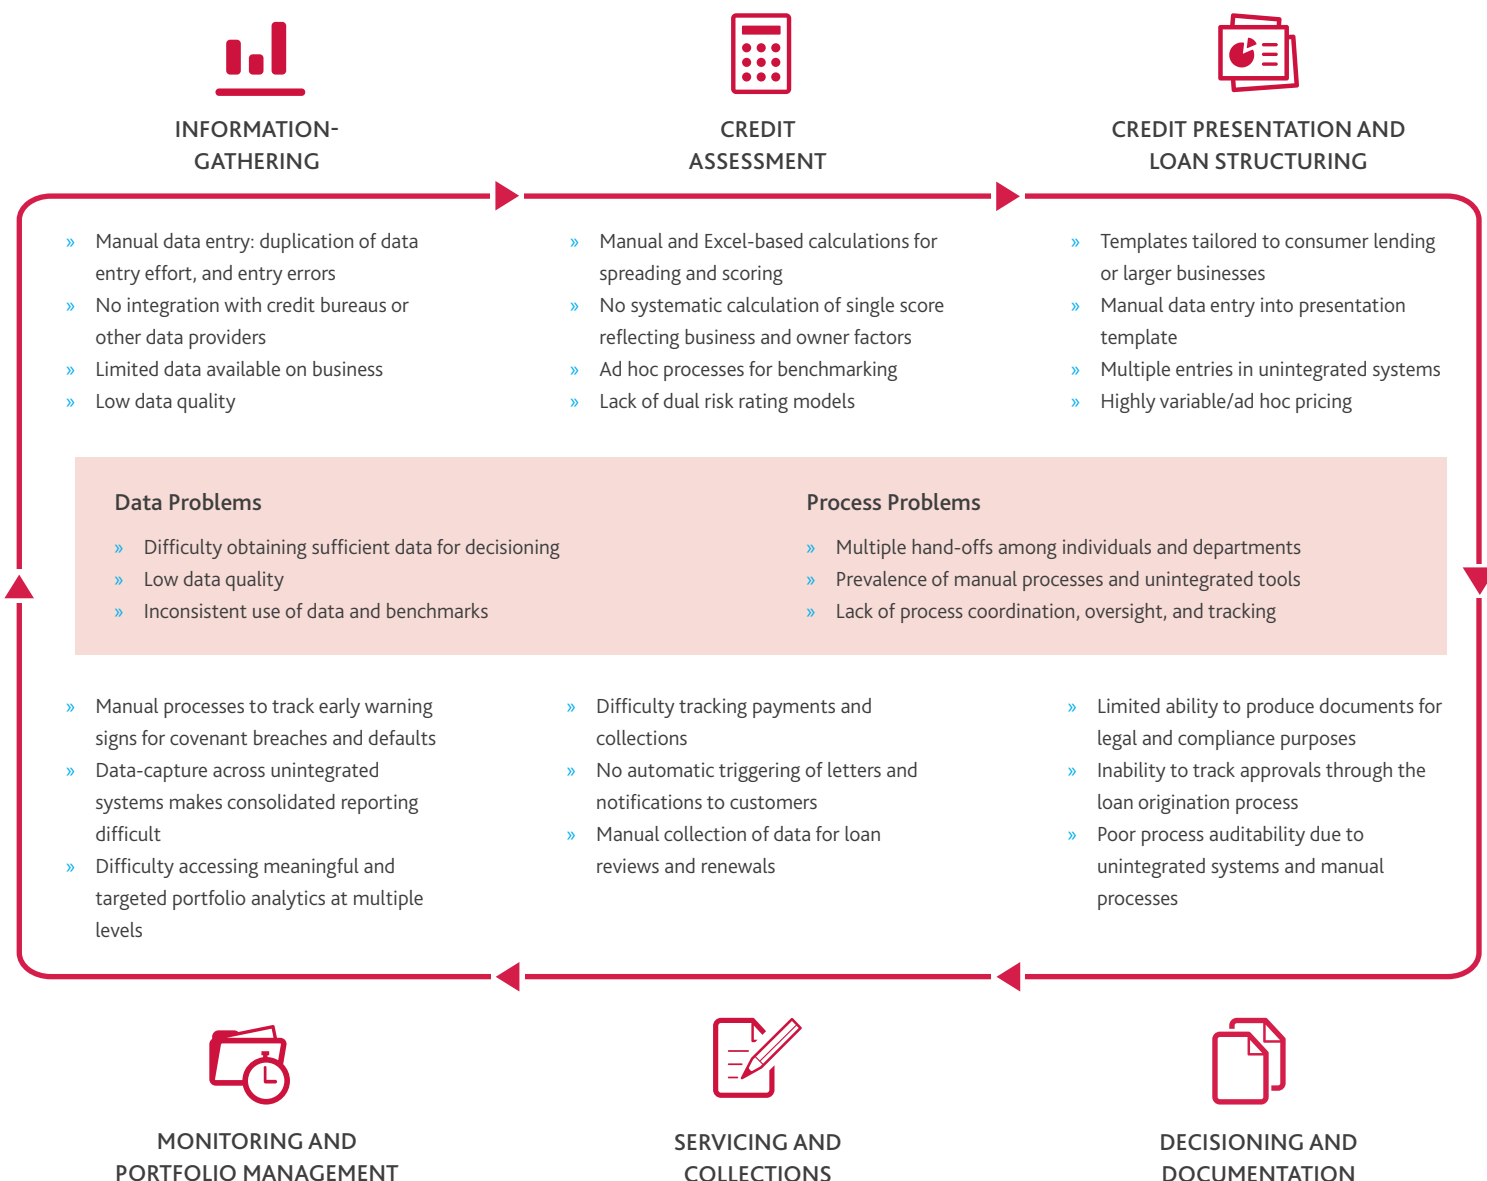 INFORMATION-
GATHERING
CREDIT
ASSESSMENT
CREDIT PRESENTATION AND
LOAN STRUCTURING
» Manual data entry: duplication of data
entry effort, and entry errors
» No integration with credit bureaus or
other data providers
» Limited data available on business
» Low data quality
» Manual and Excel-based calculations for
spreading and scoring
» No systematic calculation of single score
reflecting business and owner factors
» Ad hoc processes for benchmarking
» Lack of dual risk rating models
» Templates tailored to consumer lending
or larger businesses
» Manual data entry into presentation
template
» Multiple entries in unintegrated systems
» Highly variable/ad hoc pricing
Data Problems
» Difficulty obtaining sufficient data for decisioning
» Low data quality
» Inconsistent use of data and benchmarks
Process Problems
» Multiple hand-offs among individuals and departments
» Prevalence of manual processes and unintegrated tools
» Lack of process coordination, oversight, and tracking
» Manual processes to track early warning
signs for covenant breaches and defaults
» Data-capture across unintegrated
systems makes consolidated reporting
difficult
» Difficulty accessing meaningful and
targeted portfolio analytics at multiple
levels
» Difficulty tracking payments and
collections
» No automatic triggering of letters and
notifications to customers
» Manual collection of data for loan
reviews and renewals
» Limited ability to produce documents for
legal and compliance purposes
» Inability to track approvals through the
loan origination process
» Poor process auditability due to
unintegrated systems and manual
processes
MONITORING AND
PORTFOLIO MANAGEMENT
SERVICING AND
COLLECTIONS
DECISIONING AND
DOCUMENTATION